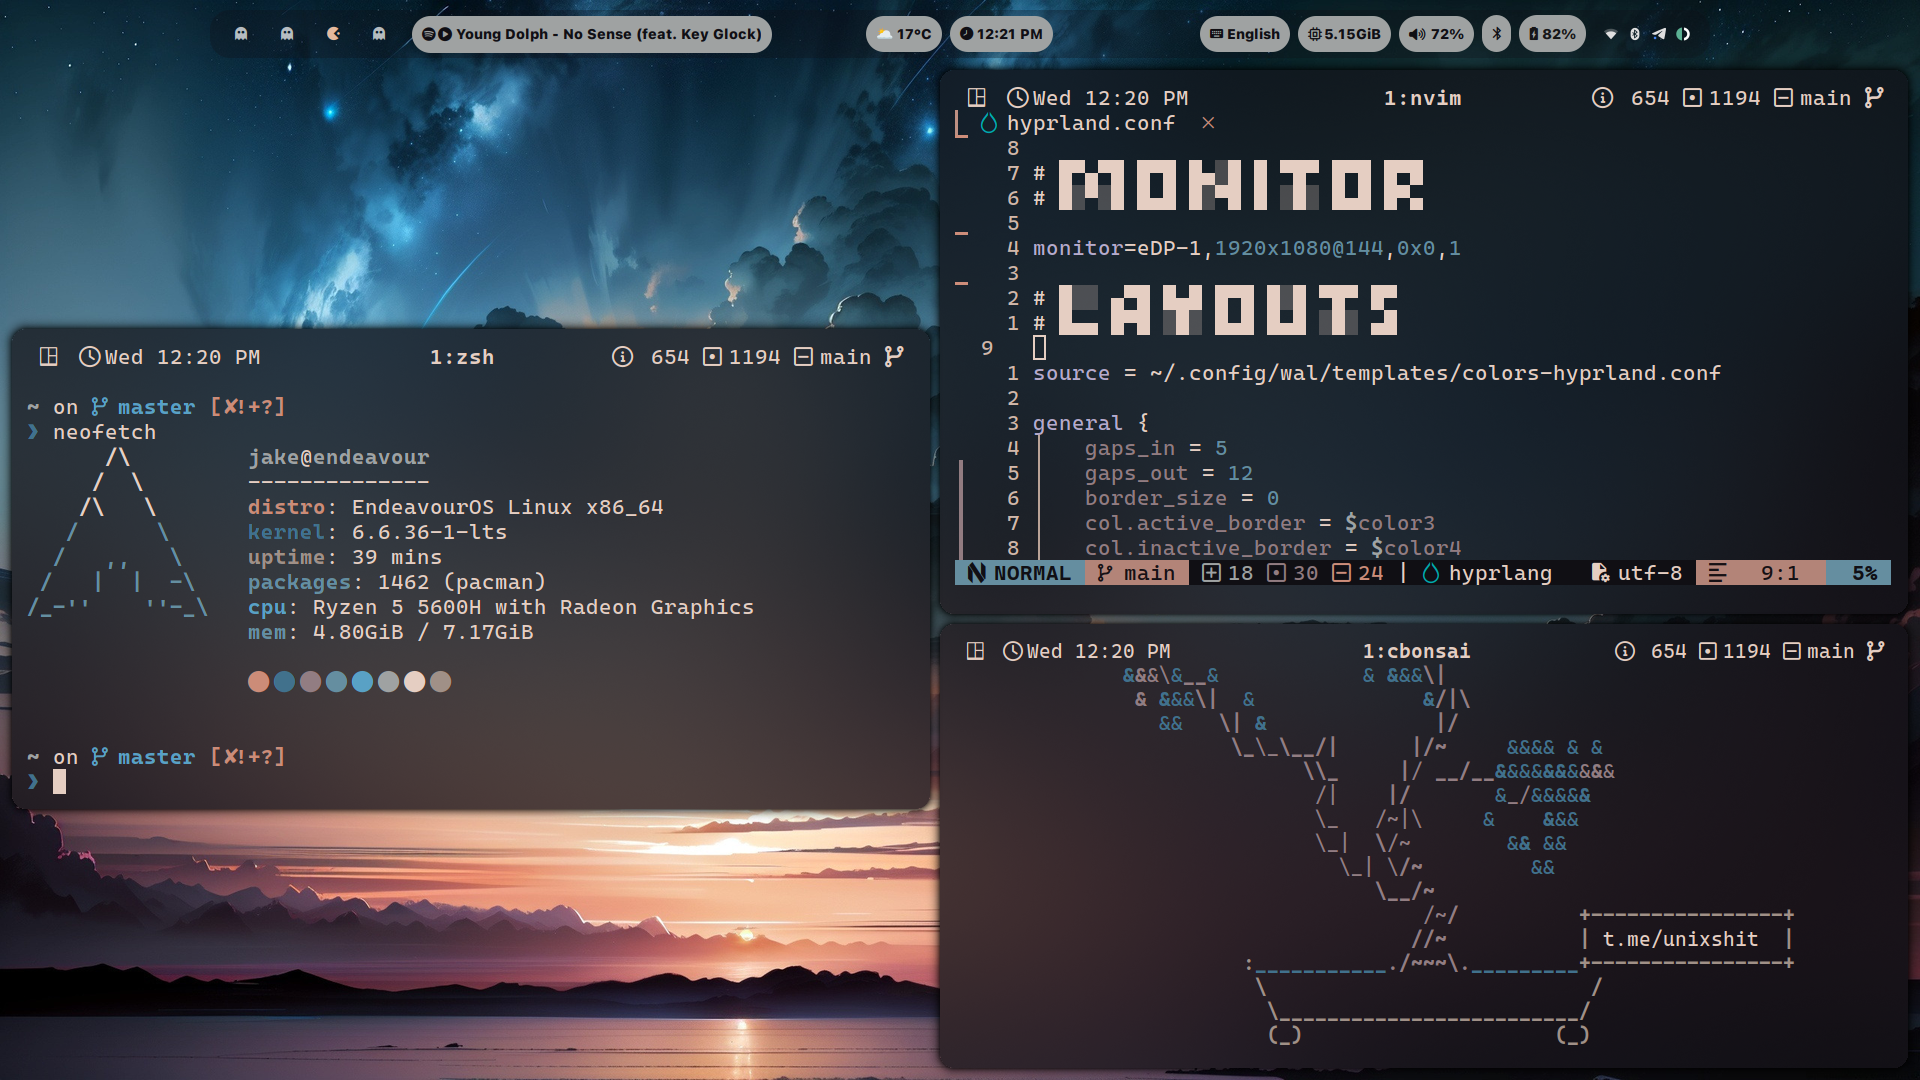 Young Dolph - No Sense (feat. Key Glock)
17°C
12:21 PM
English
5.15GiB
72%
82%
Wed 12:20 PM 1:zsh 654 1194 main
~ on master [✘!+?]
❯ neofetch
jake@endeavour
--------------
distro: EndeavourOS Linux x86_64
kernel: 6.6.36-1-lts
uptime: 39 mins
packages: 1462 (pacman)
cpu: Ryzen 5 5600H with Radeon Graphics
mem: 4.80GiB / 7.17GiB
~ on master [✘!+?]
❯
Wed 12:20 PM 1:nvim 654 1194 main
hyprland.conf ×
8
7 # MONITOR
6 #
5
4 monitor=eDP-1,1920x1080@144,0x0,1
3
2 # LAYOUTS
1 #
9
1 source = ~/.config/wal/templates/colors-hyprland.conf
2
3 general {
4 gaps_in = 5
5 gaps_out = 12
6 border_size = 0
7 col.active_border = $color3
8 col.inactive_border = $color4
NORMAL main 18 30 24 | hyprlang utf-8 9:1 5%
Wed 12:20 PM 1:cbonsai 654 1194 main
t.me/unixshit